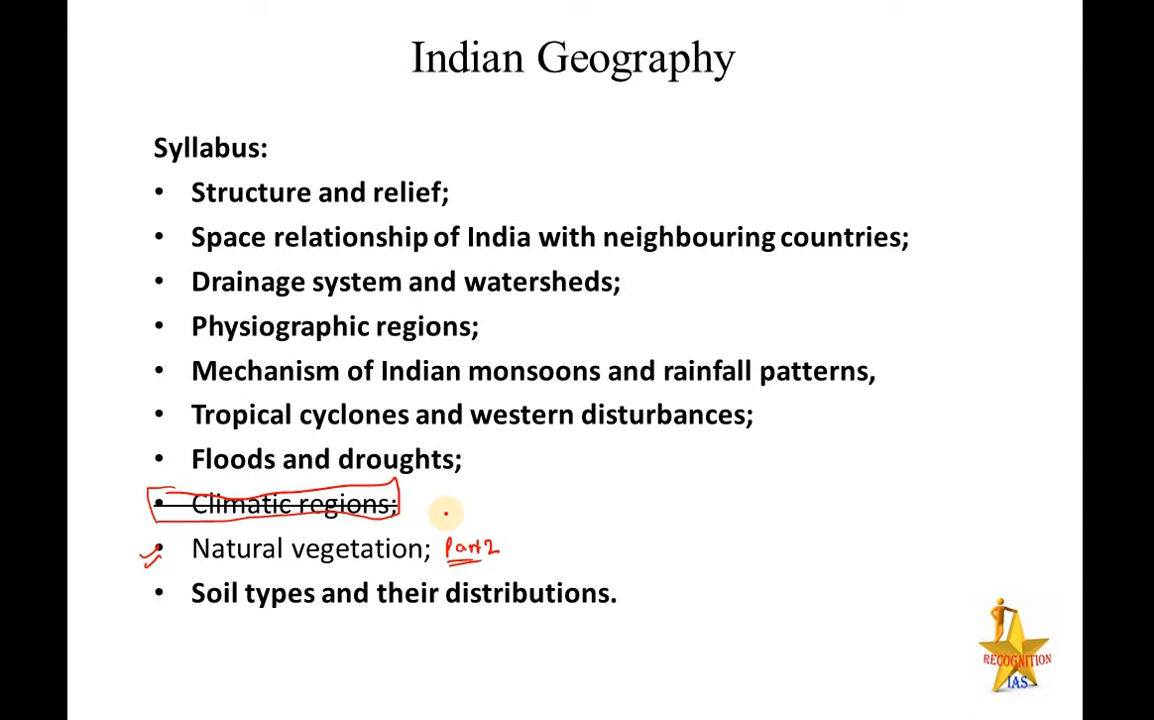 Indian Geography
Syllabus:
• Structure and relief;
• Space relationship of India with neighbouring countries;
• Drainage system and watersheds;
• Physiographic regions;
• Mechanism of Indian monsoons and rainfall patterns,
• Tropical cyclones and western disturbances;
• Floods and droughts;
• Climatic regions;
• Natural vegetation; Part 2
• Soil types and their distributions.
RECOGNITION
IAS